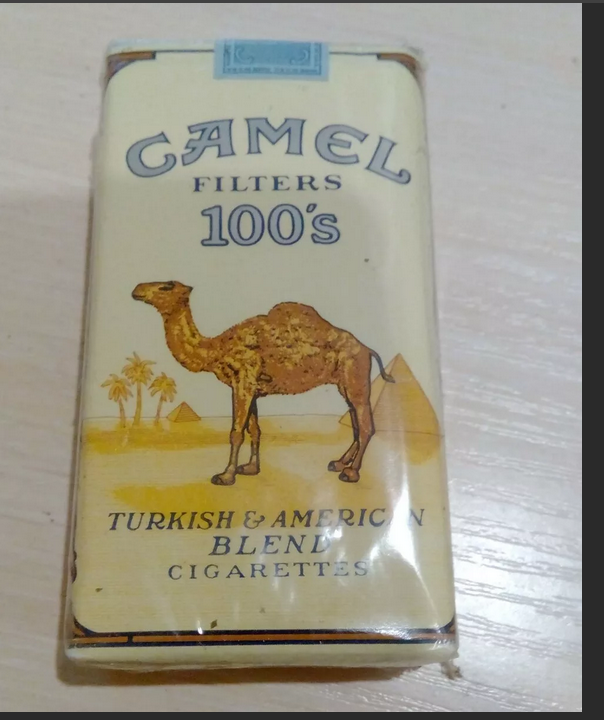 CAMEL
FILTERS
100's
TURKISH & AMERICAN
BLEND
CIGARETTES